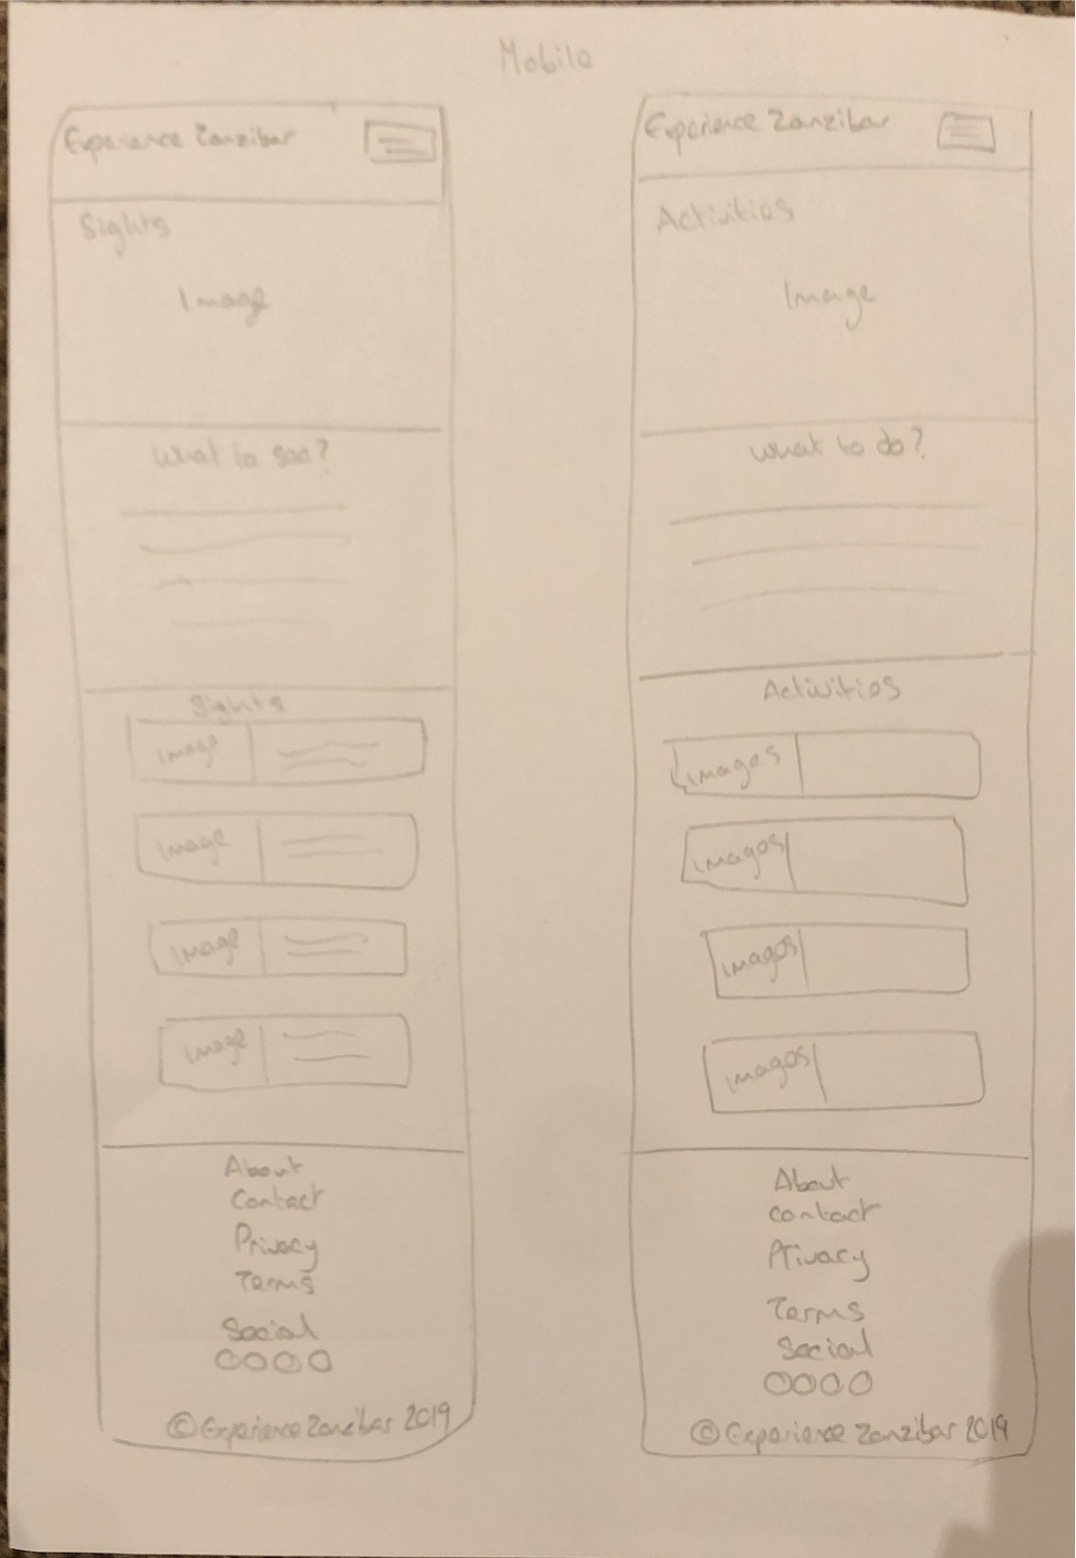 Mobile
Experience Zanzibar
Sights
Image
What to see?
Sights
Image
Image
Image
Image
About
Contact
Privacy
Terms
Social
© Experience Zanzibar 2019
Experience Zanzibar
Activities
Image
What to do?
Activities
Images
Images
Images
Images
About
Contact
Privacy
Terms
Social
© Experience Zanzibar 2019